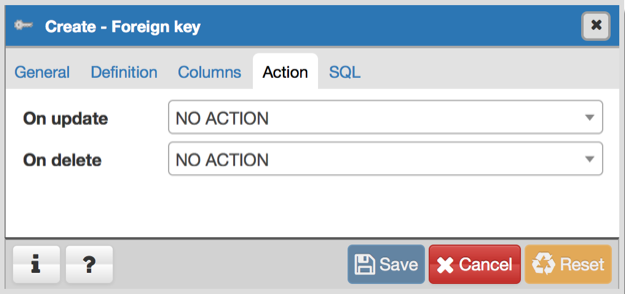 Create - Foreign key
General Definition Columns Action SQL
On update NO ACTION
On delete NO ACTION
i ? Save Cancel Reset